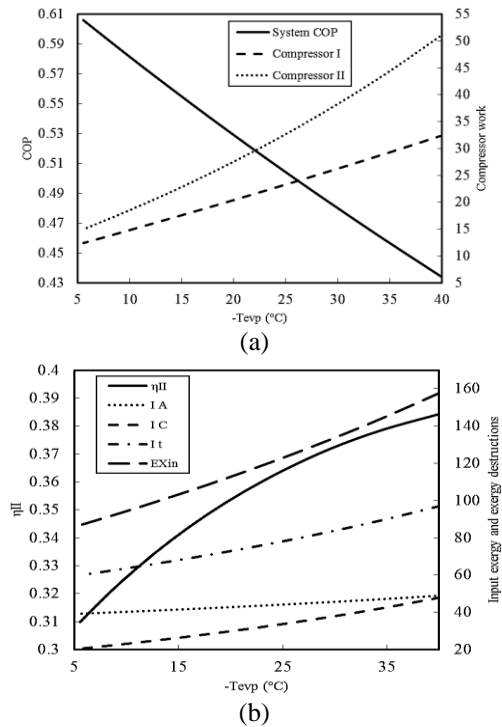 0.61
0.59
0.57
0.55
0.53
0.51
0.49
0.47
0.45
0.43
COP
System COP
Compressor I
Compressor II
55
50
45
40
35
30
25
20
15
10
5
Compressor work
5 10 15 20 25 30 35 40
-Tevp (°C)
(a)
0.4
0.39
0.38
0.37
0.36
0.35
0.34
0.33
0.32
0.31
0.3
ηII
ηII
I A
I C
I t
EXin
160
140
120
100
80
60
40
20
Input exergy and exergy destructions
5 15 25 35
-Tevp (°C)
(b)